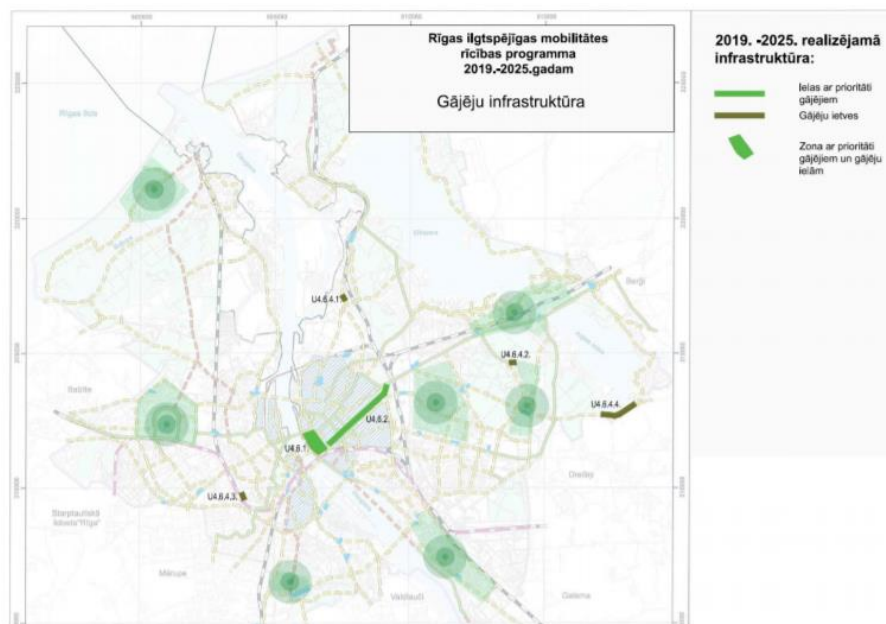 Rīgas ilgtspējīgas mobilitātes
rīcības programma
2019.-2025.gadam
Gājēju infrastruktūra
2019. -2025. realizējamā
infrastruktūra:
Ielas ar prioritāti
gājējiem
Gājēju ietves
Zona ar prioritāti
gājējiem un gājēju
ielām
Rīgas līcis
Berģi
U4.6.4.1.
U4.6.4.2.
Babīte
U4.6.4.4.
U4.6.2.
U4.6.1.
U4.6.4.3.
Starptautiskā
lidosta "Rīga"
Mārupe
Valdlauči